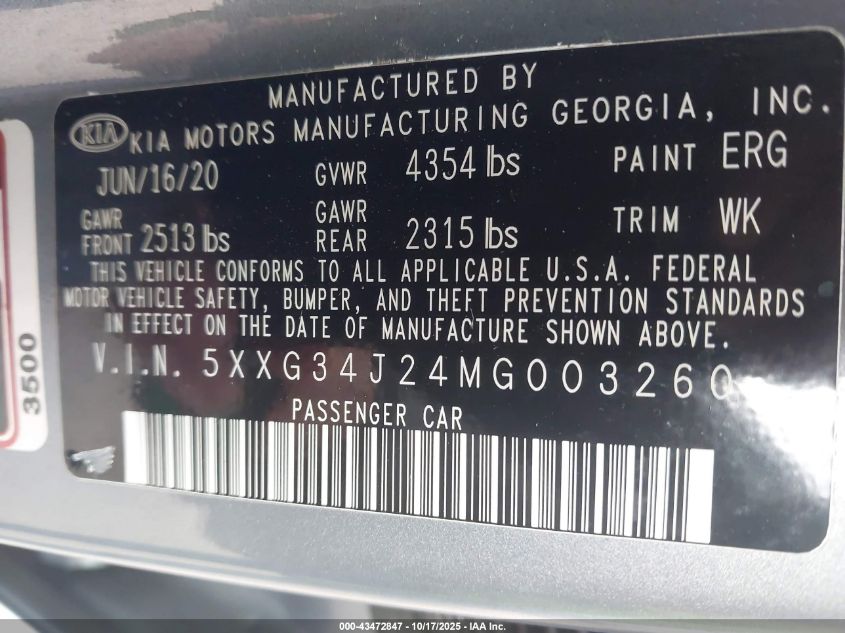 MANUFACTURED BY
KIA KIA MOTORS MANUFACTURING GEORGIA, INC.
JUN/16/20 GVWR 4354 lbs PAINT ERG
GAWR FRONT 2513 lbs GAWR REAR 2315 lbs TRIM WK
THIS VEHICLE CONFORMS TO ALL APPLICABLE U.S.A. FEDERAL
MOTOR VEHICLE SAFETY, BUMPER, AND THEFT PREVENTION STANDARDS
IN EFFECT ON THE DATE OF MANUFACTURE SHOWN ABOVE.
V.I.N. 5XXG34J24MG003260
PASSENGER CAR
3500
000-43472847 - 10/17/2025 - IAA Inc.